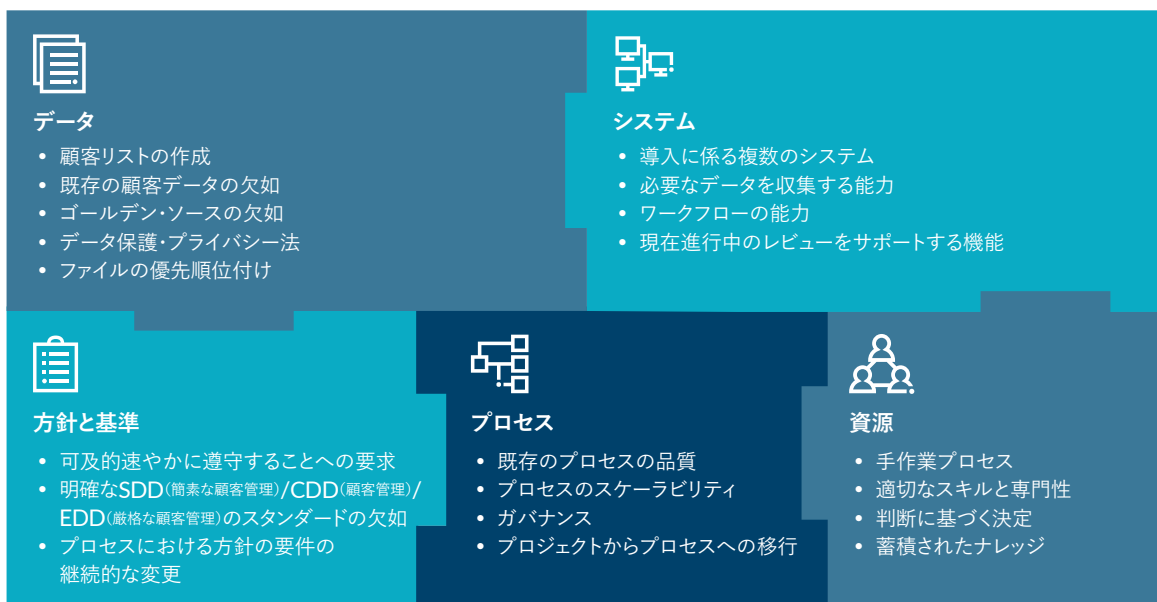 データ
• 顧客リストの作成
• 既存の顧客データの欠如
• ゴールデン・ソースの欠如
• データ保護・プライバシー法
• ファイルの優先順位付け
システム
• 導入に係る複数のシステム
• 必要なデータを収集する能力
• ワークフローの能力
• 現在進行中のレビューをサポートする機能
方針と基準
• 可及的速やかに遵守することへの要求
• 明確なSDD(簡素な顧客管理)/CDD(顧客管理)/
EDD(厳格な顧客管理)のスタンダードの欠如
• プロセスにおける方針の要件の
継続的な変更
プロセス
• 既存のプロセスの品質
• プロセスのスケーラビリティ
• ガバナンス
• プロジェクトからプロセスへの移行
資源
• 手作業プロセス
• 適切なスキルと専門性
• 判断に基づく決定
• 蓄積されたナレッジ